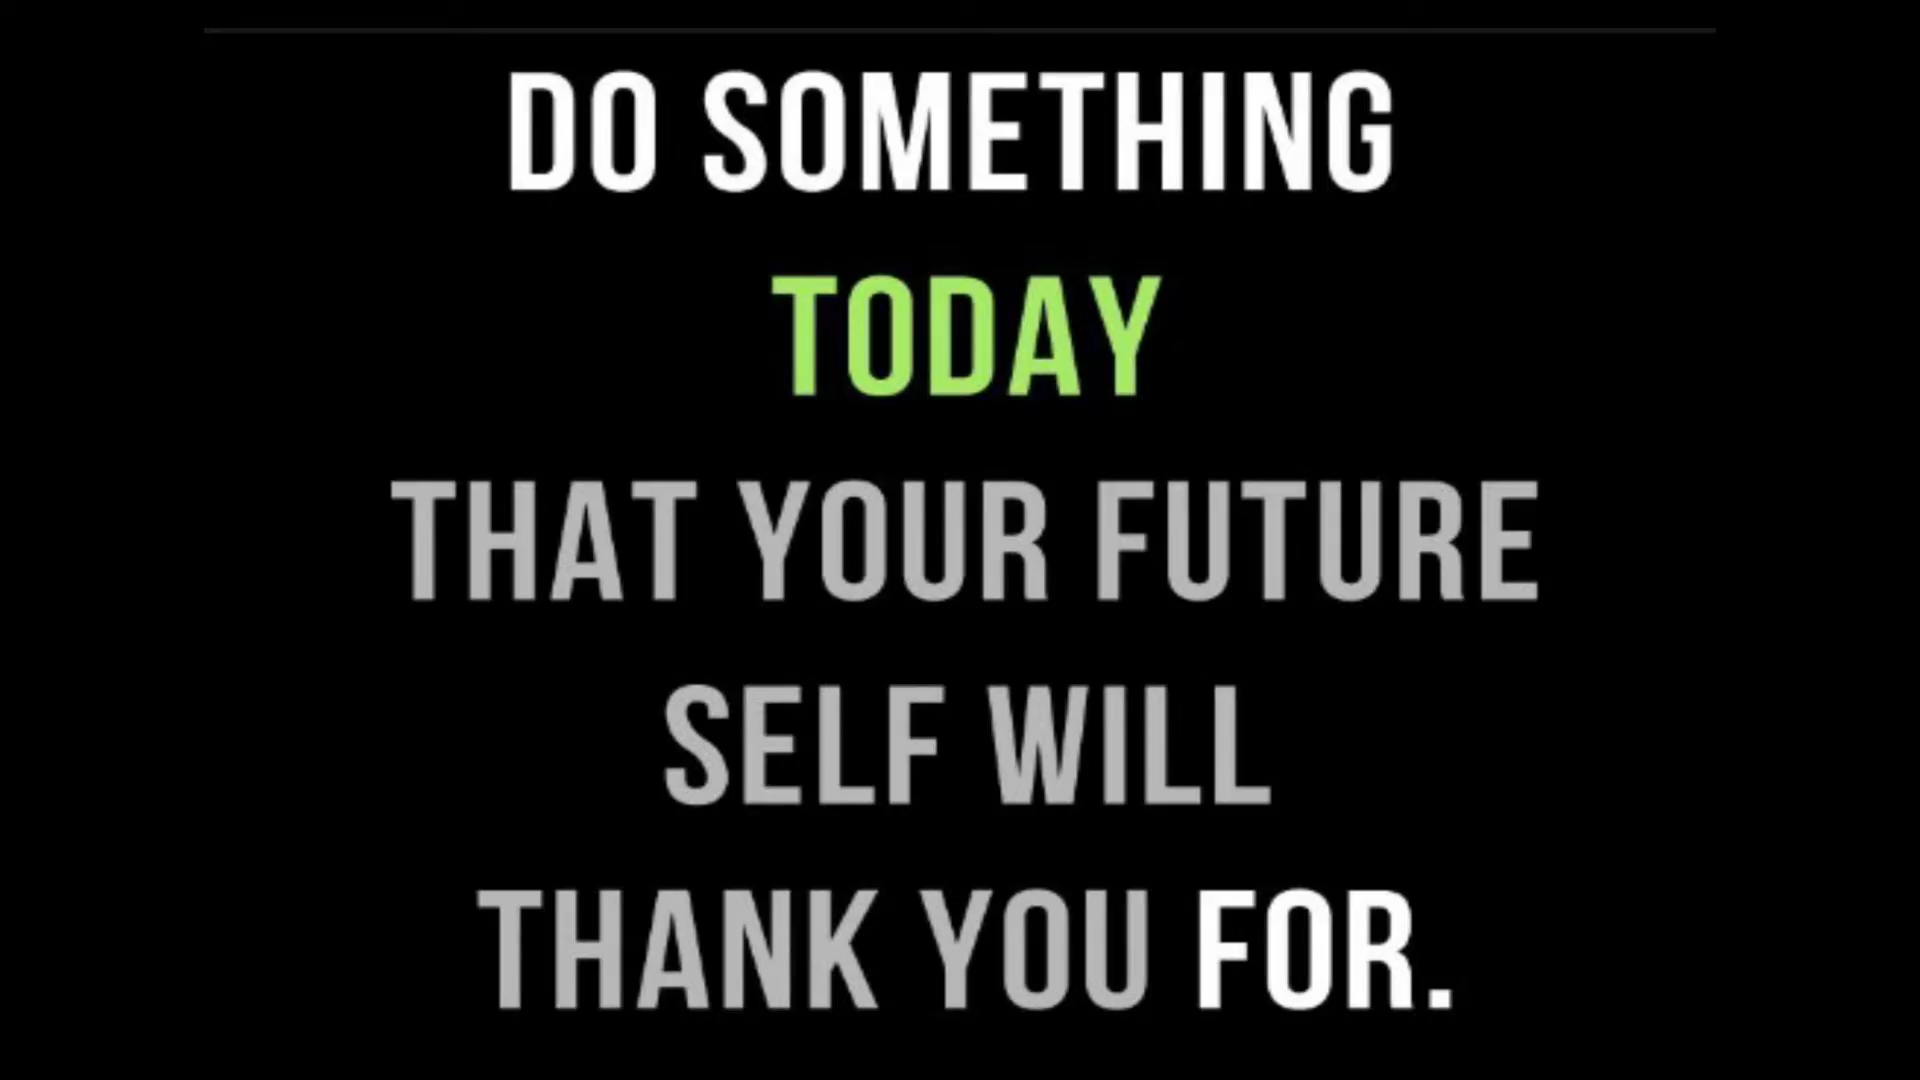 DO SOMETHING
TODAY
THAT YOUR FUTURE
SELF WILL
THANK YOU FOR.